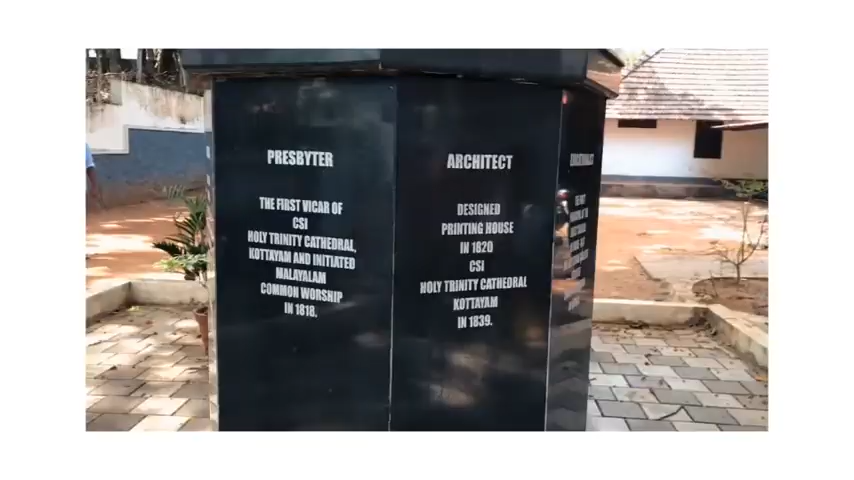 PRESBYTER
THE FIRST VICAR OF
CSI
HOLY TRINITY CATHEDRAL,
KOTTAYAM AND INITIATED
MALAYALAM
COMMON WORSHIP
IN 1818.
ARCHITECT
DESIGNED
PRINTING HOUSE
IN 1820
CSI
HOLY TRINITY CATHEDRAL
KOTTAYAM
IN 1839.